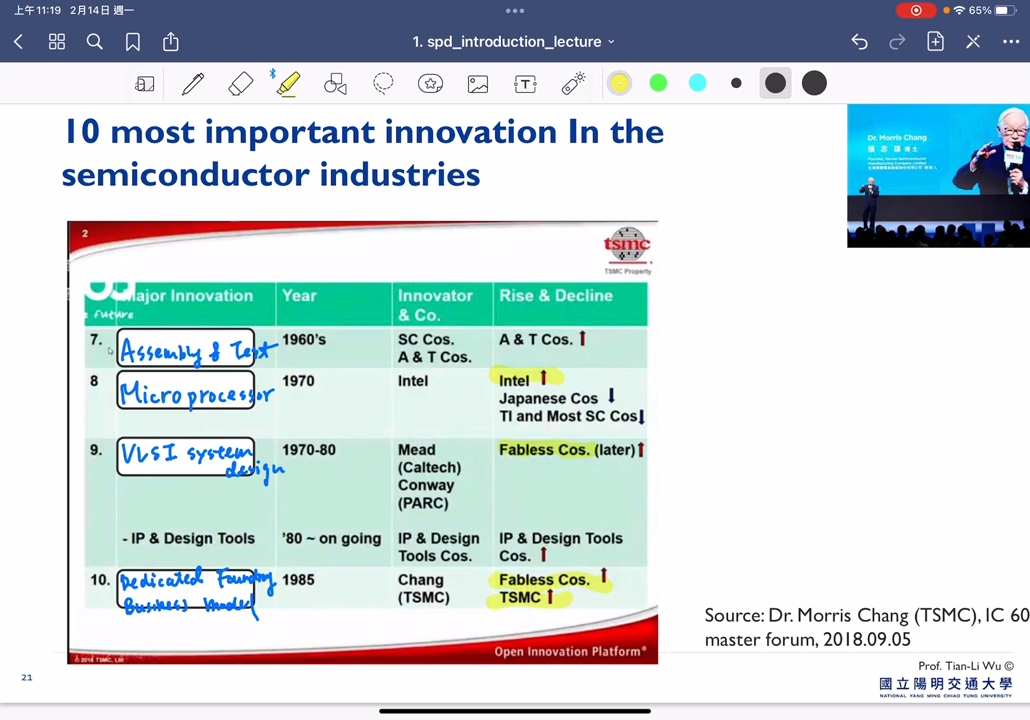 上午11:19 2月14日 週一
65%
1. spd_introduction_lecture
T
10 most important innovation In the
semiconductor industries
Dr. Morris Chang
2
tsmc
TSMC Property
Major Innovation Year Innovator & Co. Rise & Decline
e future
7. Assembly & Test 1960's SC Cos. A & T Cos.
A & T Cos.
8 Microprocessor 1970 Intel Intel
Japanese Cos
TI and Most SC Cos
9. VLSI system design 1970-80 Mead Fabless Cos. (later)
(Caltech)
Conway
(PARC)
- IP & Design Tools '80 ~ on going IP & Design IP & Design Tools
Tools Cos. Cos.
10. Dedicated Foundry 1985 Chang Fabless Cos.
Business Model (TSMC) TSMC
© 2018 TSMC, Ltd
Open Innovation Platform®
Source: Dr. Morris Chang (TSMC), IC 60
master forum, 2018.09.05
Prof. Tian-Li Wu ©
21
國立陽明交通大學
NATIONAL YANG MING CHIAO TUNG UNIVERSITY